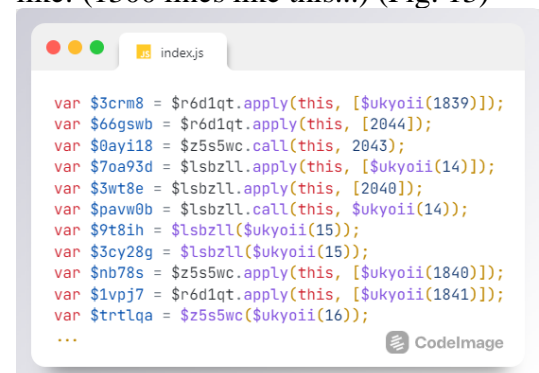 like: (1500 lines like this...) (Fig. 13)
JS index.js
var $3crm8 = $r6d1qt.apply(this, [$ukyoii(1839)]);
var $66gswb = $r6d1qt.apply(this, [2044]);
var $0ayi18 = $z5s5wc.call(this, 2043);
var $7oa93d = $lsbzll.apply(this, [$ukyoii(14)]);
var $3wt8e = $lsbzll.apply(this, [2040]);
var $pavw0b = $lsbzll.call(this, $ukyoii(14));
var $9t8ih = $lsbzll($ukyoii(15));
var $3cy28g = $lsbzll($ukyoii(15));
var $nb78s = $z5s5wc.apply(this, [$ukyoii(1840)]);
var $1vpj7 = $r6d1qt.apply(this, [$ukyoii(1841)]);
var $trtlqa = $z5s5wc($ukyoii(16));
...
CodeImage